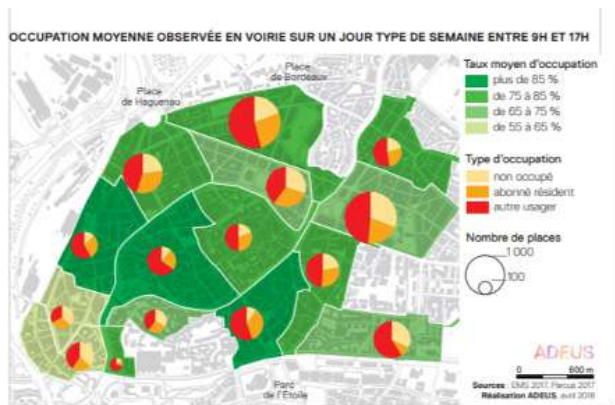 OCCUPATION MOYENNE OBSERVÉE EN VOIRIE SUR UN JOUR TYPE DE SEMAINE ENTRE 9H ET 17H
Place
de Bordeaux
Place
de Haguenau
Parc
de l'Étoile
Taux moyen d'occupation
plus de 85 %
de 75 à 85 %
de 65 à 75 %
de 55 à 65 %
Type d'occupation
non occupé
abonné résident
autre usager
Nombre de places
1 000
100
ADEUS
0 600 m
Sources : EMS 2017, Parcus 2017
Réalisation ADEUS, avril 2018